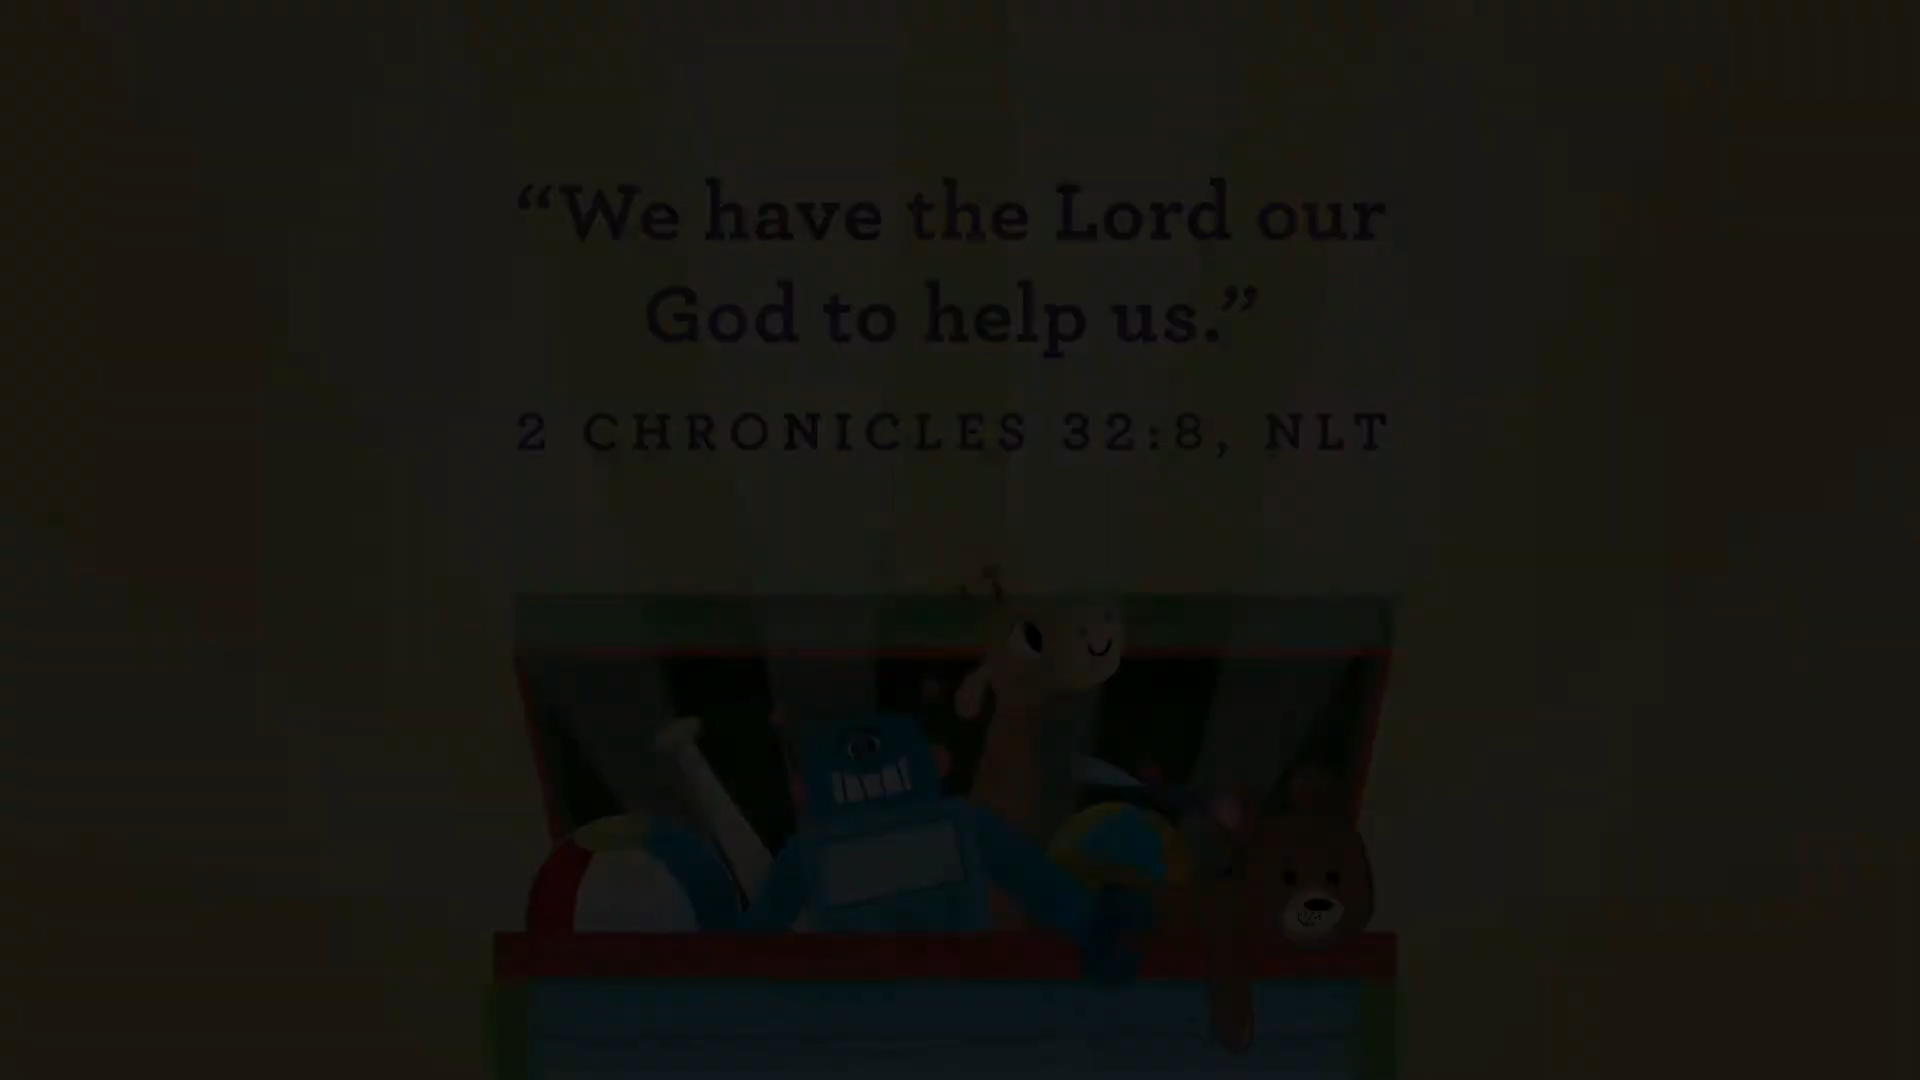 “We have the Lord our
God to help us.”
2 CHRONICLES 32:8, NLT